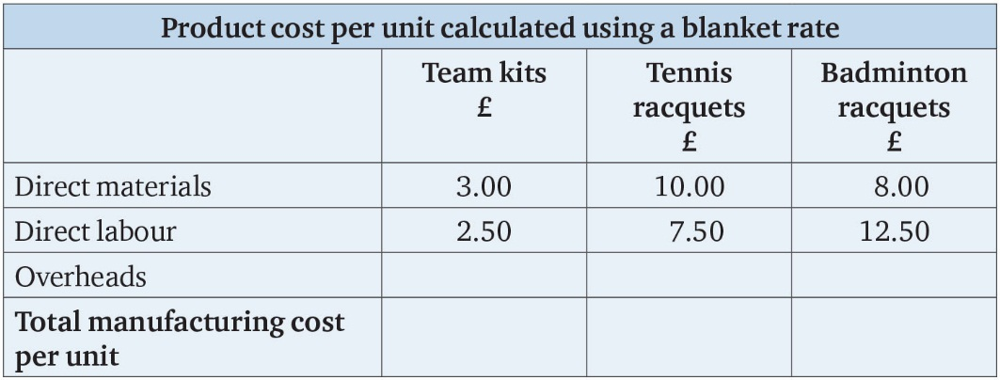 Product cost per unit calculated using a blanket rate
Team kits
£
Tennis
racquets
£
Badminton
racquets
£
Direct materials 3.00 10.00 8.00
Direct labour 2.50 7.50 12.50
Overheads
Total manufacturing cost
per unit